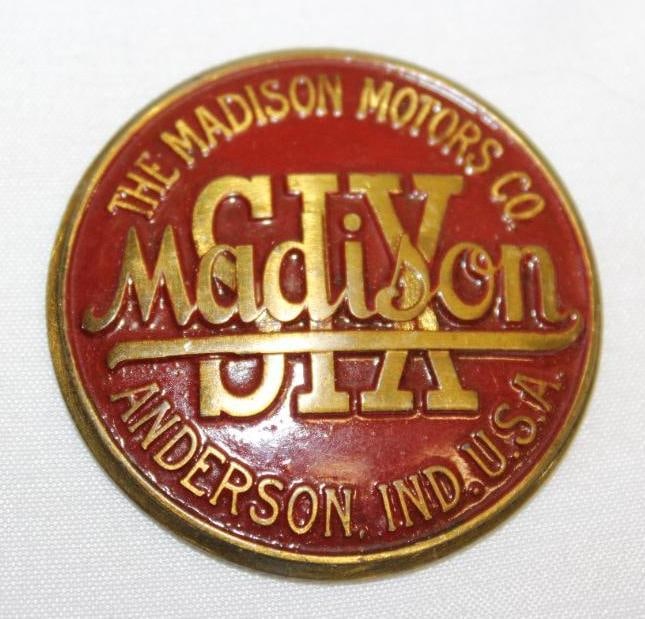 THE MADISON MOTORS CO.
SIX
Madison
ANDERSON, IND. U.S.A.